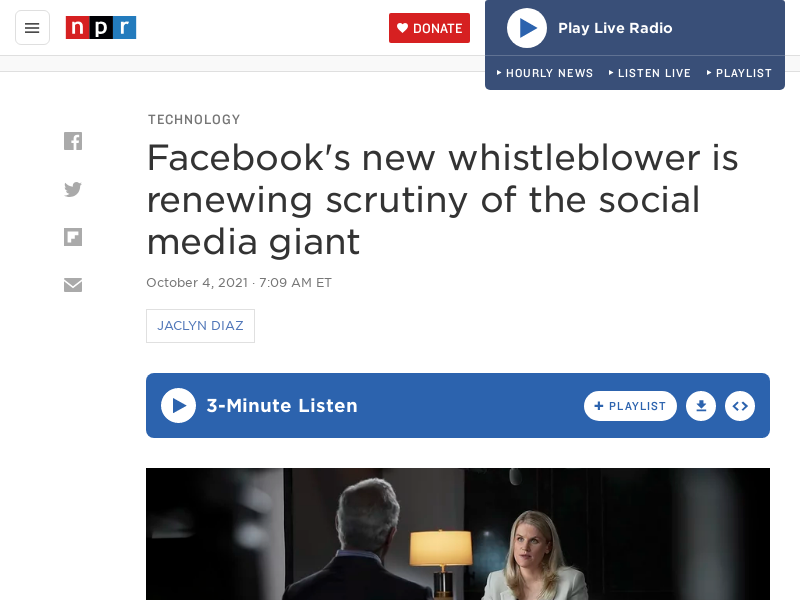 npr
DONATE
Play Live Radio
HOURLY NEWS
LISTEN LIVE
PLAYLIST
TECHNOLOGY
Facebook's new whistleblower is
renewing scrutiny of the social
media giant
October 4, 2021 · 7:09 AM ET
JACLYN DIAZ
3-Minute Listen
+ PLAYLIST